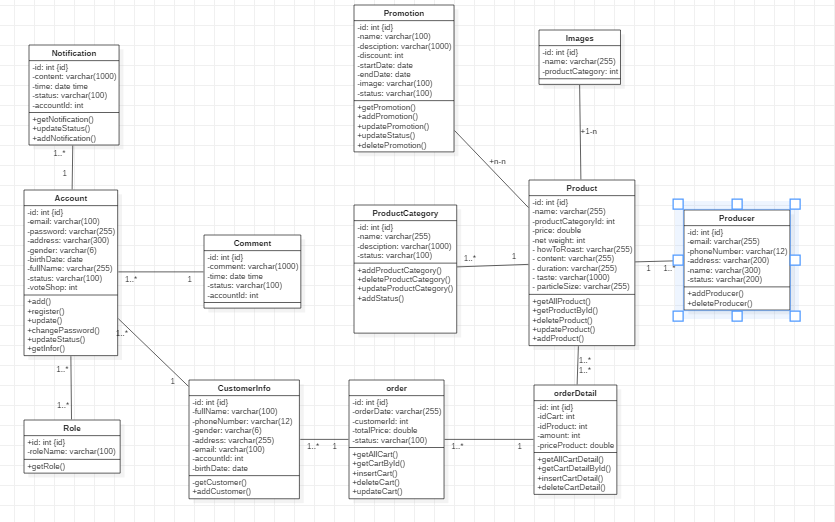 Promotion
-id: int {id}
-name: varchar(100)
-desciption: varchar(1000)
-discount: int
-startDate: date
-endDate: date
-image: varchar(100)
-status: varchar(100)
+getPromotion()
+addPromotion()
+updatePromotion()
+updateStatus()
+deletePromotion()
Images
-id: int {id}
-name: varchar(255)
-productCategory: int
Notification
-id: int {id}
-content: varchar(1000)
-time: date time
-status: varchar(100)
-accountId: int
+getNotification()
+updateStatus()
+addNotification()
1..*
1
+n-n
+1-n
Account
-id: int {id}
-email: varchar(100)
-password: varchar(255)
-address: varchar(300)
-gender: varchar(6)
-birthDate: date
-fullName: varchar(255)
-status: varchar(100)
-voteShop: int
+add()
+register()
+update()
+changePassword()
+updateStatus()
+getInfor()
1..*
1
Comment
-id: int {id}
-comment: varchar(1000)
-time: date time
-status: varchar(100)
-accountId: int
ProductCategory
-id: int {id}
-name: varchar(255)
-desciption: varchar(1000)
-status: varchar(100)
+addProductCategory()
+deleteProductCategory()
+updateProductCategory()
+addStatus()
1..*
1
Product
-id: int {id}
-name: varchar(255)
-productCategoryId: int
-price: double
-net weight: int
- howToRoast: varchar(255)
- content: varchar(255)
- duration: varchar(255)
- taste: varchar(1000)
- particleSize: varchar(255)
+getAllProduct()
+getProductById()
+deleteProduct()
+updateProduct()
+addProduct()
1
1..*
Producer
-id: int {id}
-email: varchar(255)
-phoneNumber: varchar(12)
-address: varchar(200)
-name: varchar(300)
-status: varchar(200)
+addProducer()
+deleteProducer()
1..*
1
1..*
1..*
1..*
1..*
Role
+id: int {id}
-roleName: varchar(100)
+getRole()
CustomerInfo
-id: int {id}
-fullName: varchar(100)
-phoneNumber: varchar(12)
-gender: varchar(6)
-address: varchar(255)
-email: varchar(100)
-accountId: int
-birthDate: date
-getCustomer()
+addCustomer()
1..*
1
order
-id: int {id}
-orderDate: varchar(255)
-customerId: int
-totalPrice: double
-status: varchar(100)
+getAllCart()
+getCartById()
+insertCart()
+deleteCart()
+updateCart()
1..*
1
orderDetail
-id: int {id}
-idCart: int
-idProduct: int
-amount: int
-priceProduct: double
+getAllCartDetail()
+getCartDetailById()
+insertCartDetail()
+deleteCartDetail()